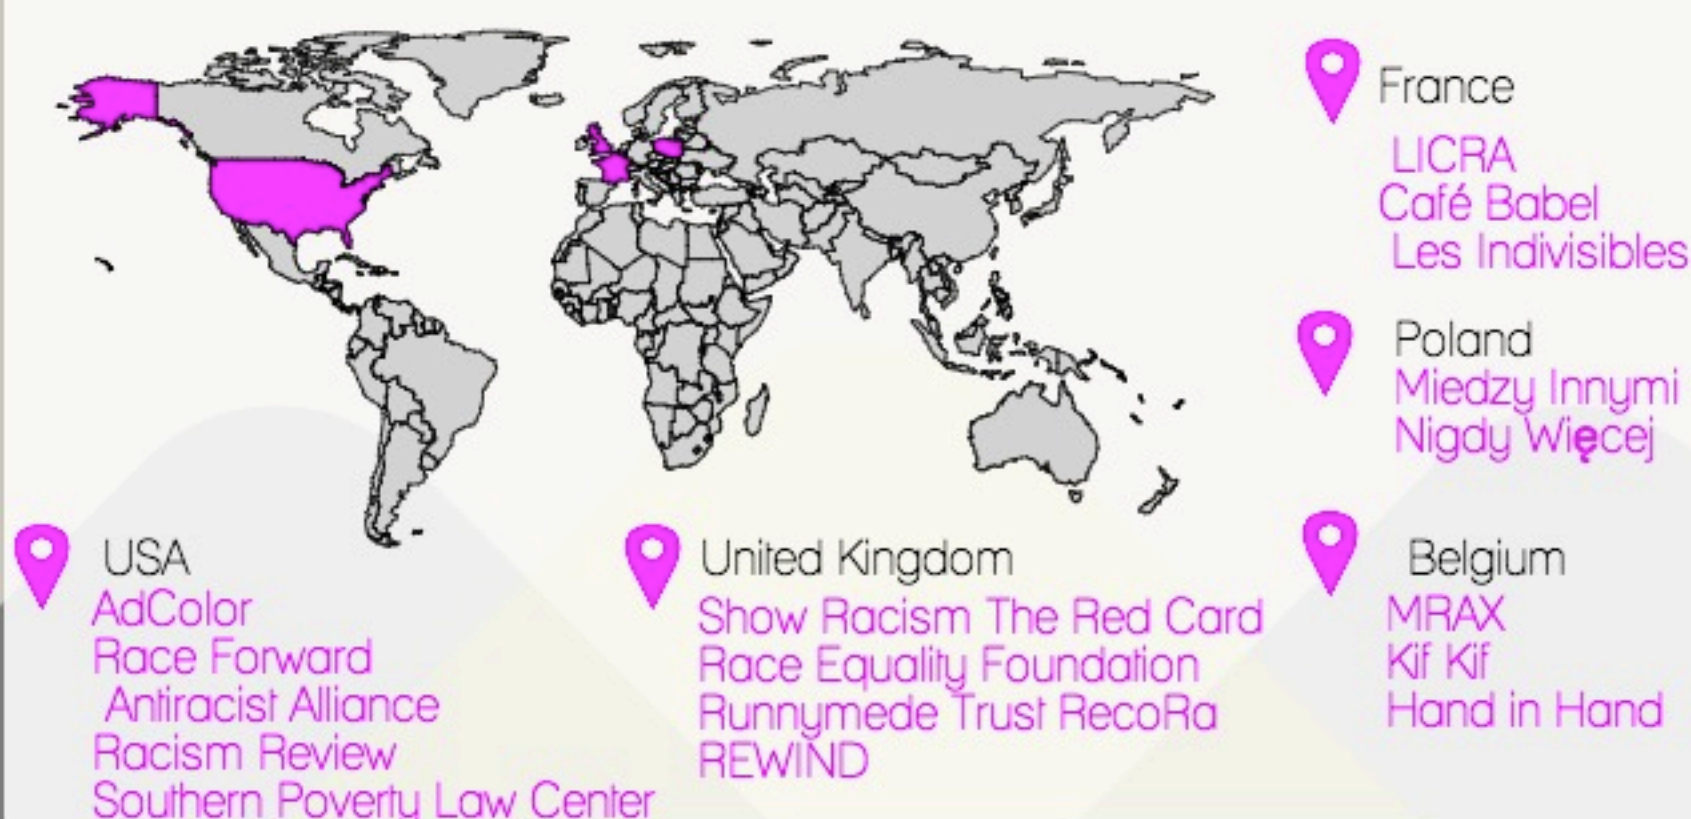 France
LICRA
Café Babel
Les Indivisibles
Poland
Miedzy Innymi
Nigdy Więcej
USA
AdColor
Race Forward
Antiracist Alliance
Racism Review
Southern Poverty Law Center
United Kingdom
Show Racism The Red Card
Race Equality Foundation
Runnymede Trust RecoRa
REWIND
Belgium
MRAX
Kif Kif
Hand in Hand